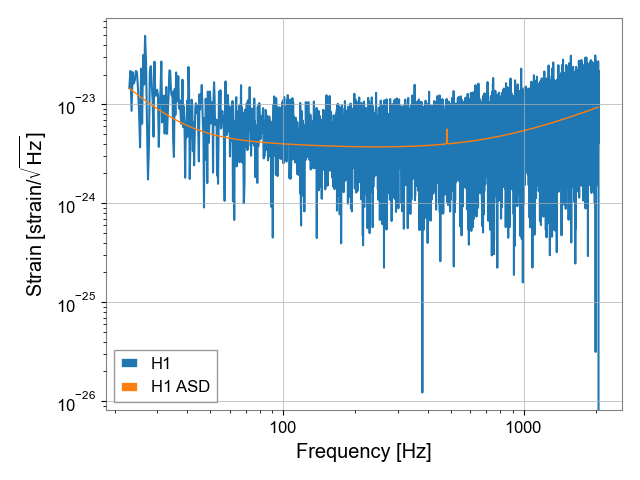 10⁻²³
10⁻²⁴
10⁻²⁵
10⁻²⁶
Strain [strain/√Hz]
H1
H1 ASD
100
1000
Frequency [Hz]